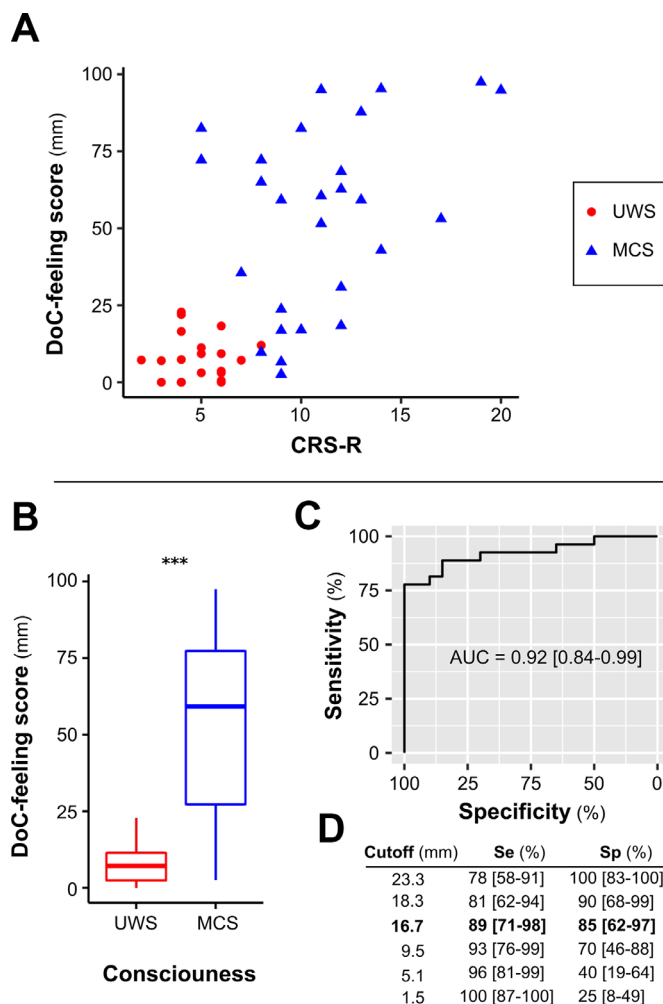 A
DoC-feeling score (mm)
100
75
50
25
0
5
10
15
20
CRS-R
UWS
MCS
B
***
DoC-feeling score (mm)
100
75
50
25
0
UWS
MCS
Consciouness
C
Sensitivity (%)
100
75
50
25
0
AUC = 0.92 [0.84-0.99]
100
25
75
50
0
Specificity (%)
D
Cutoff (mm) Se (%) Sp (%)
23.3 78 [58-91] 100 [83-100]
18.3 81 [62-94] 90 [68-99]
16.7 89 [71-98] 85 [62-97]
9.5 93 [76-99] 70 [46-88]
5.1 96 [81-99] 40 [19-64]
1.5 100 [87-100] 25 [8-49]